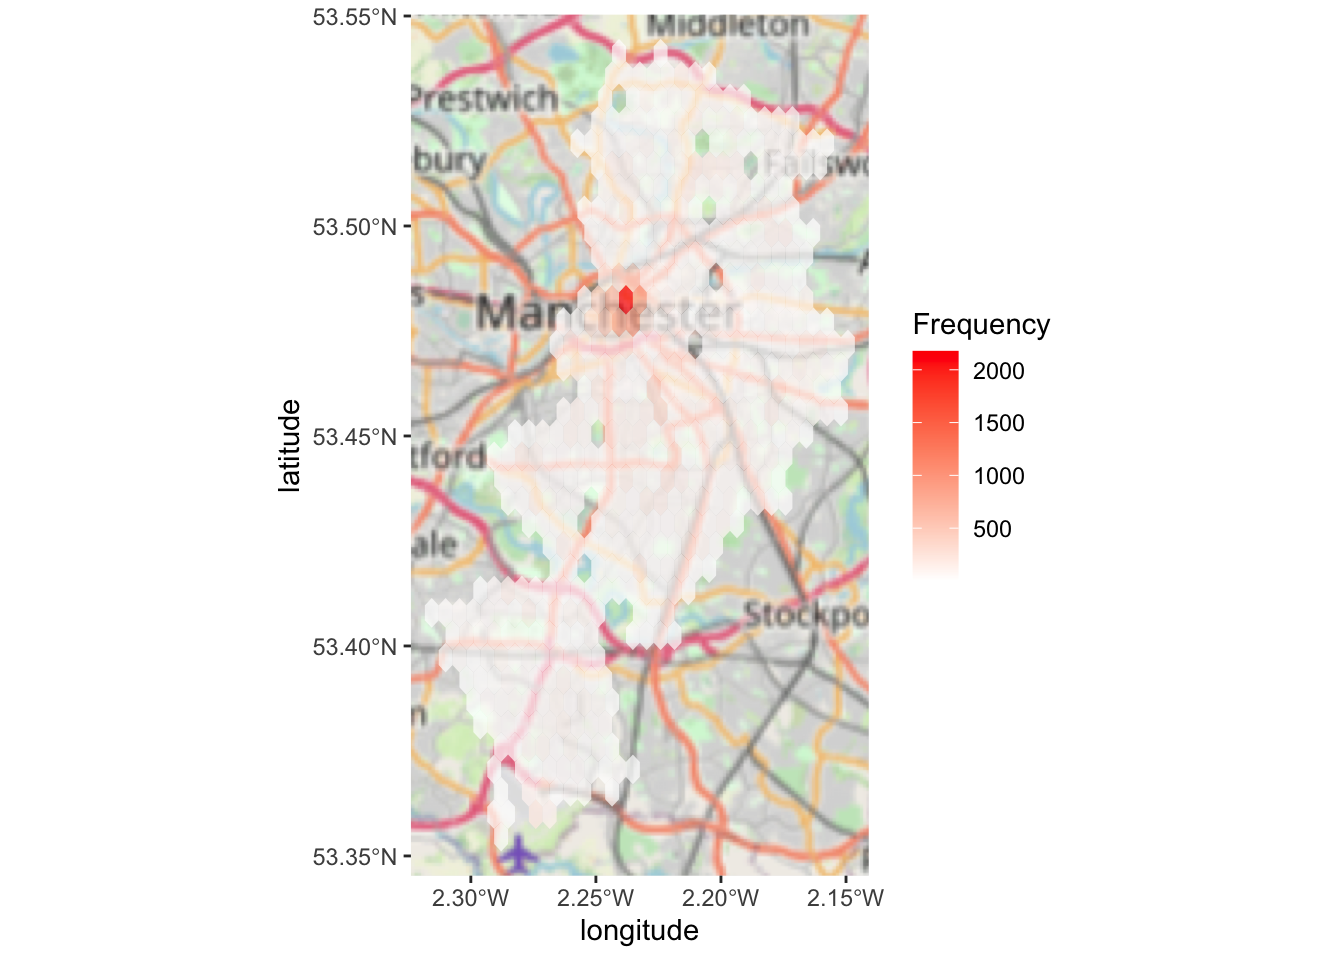 53.55°N
Middleton
Prestwich
bury
Failswo
53.50°N
Manchester
53.45°N
tford
ale
Stockpo
53.40°N
n
53.35°N
2.30°W 2.25°W 2.20°W 2.15°W
longitude
latitude
Frequency
2000
1500
1000
500